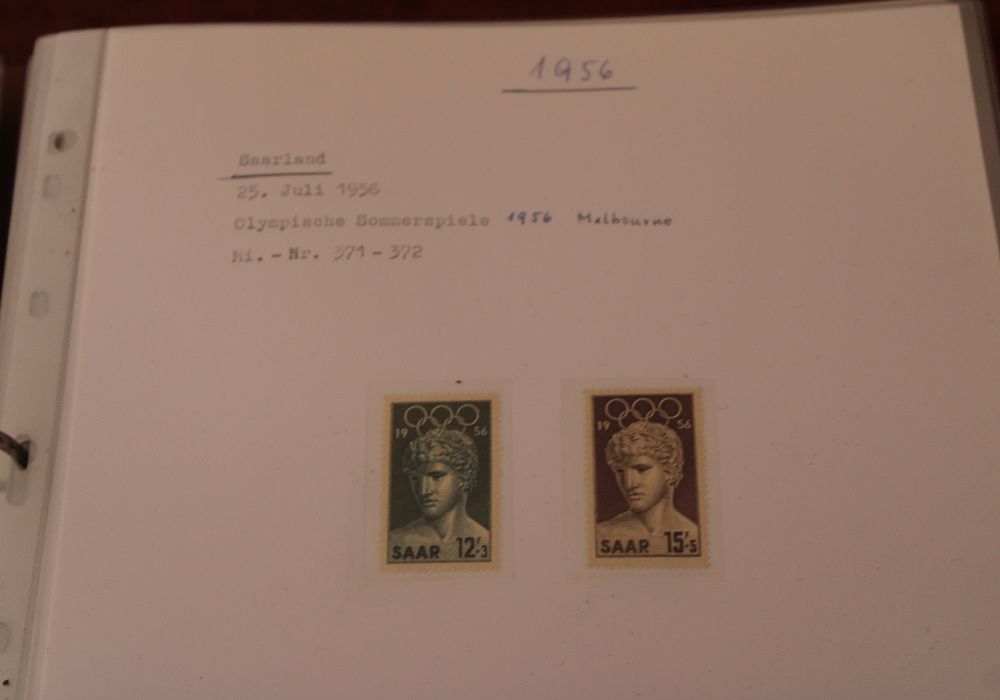 1956
Saarland
25. Juli 1956
Olympische Sommerspiele 1956 Melbourne
Mi.-Nr. 371-372
19 56
SAAR 12'+3
19 56
SAAR 15'+5